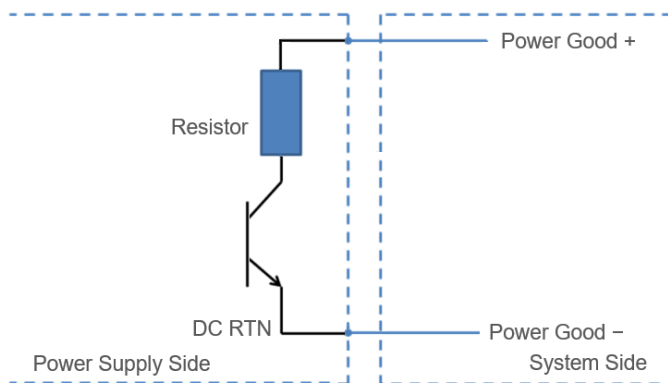 Power Good +
Resistor
DC RTN
Power Good −
Power Supply Side
System Side